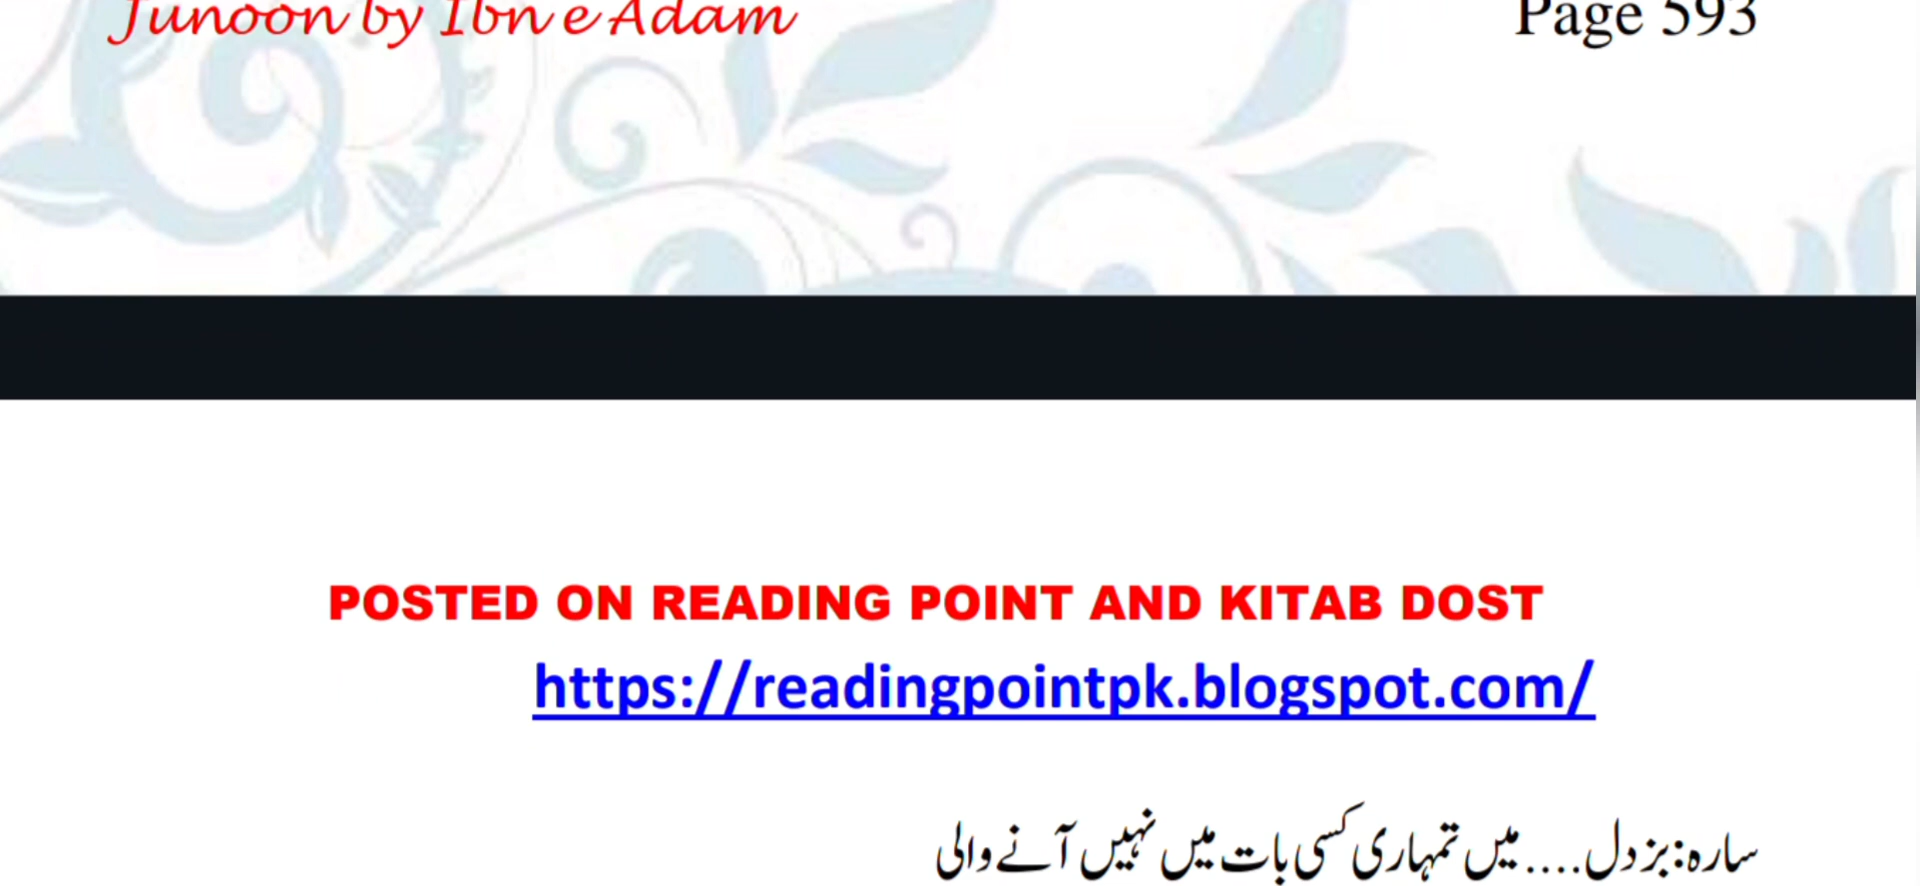 Junoon by Ibn e Adam Page 593
POSTED ON READING POINT AND KITAB DOST
https://readingpointpk.blogspot.com/
سارہ:بزدل....میں تمہاری کسی بات میں نہیں آنے والی